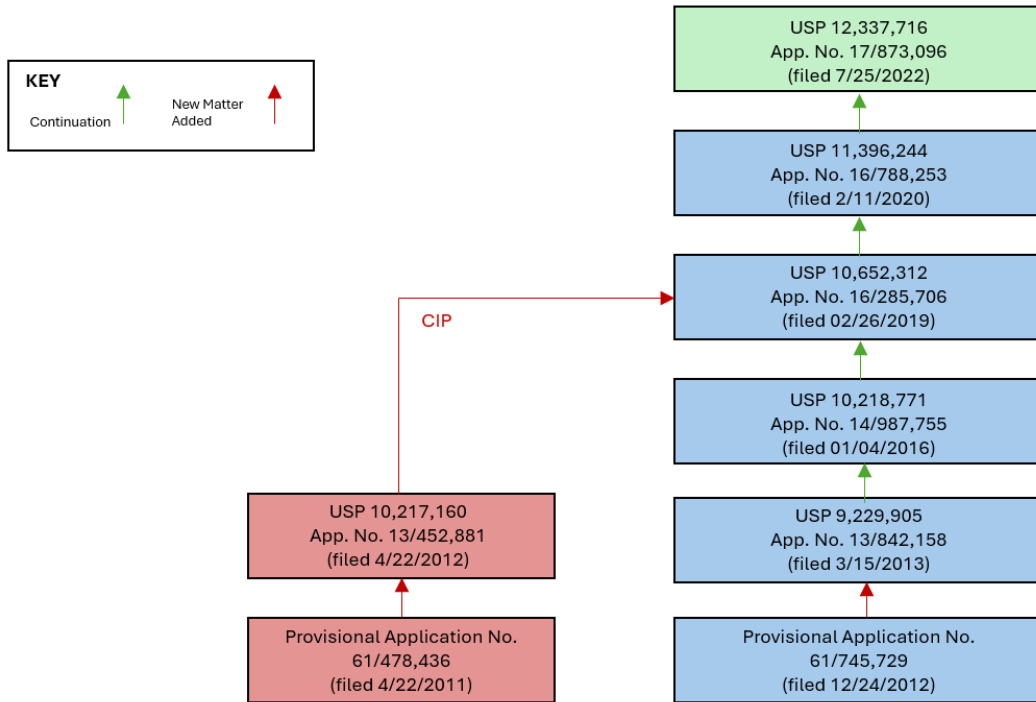 USP 12,337,716
App. No. 17/873,096
(filed 7/25/2022)
KEY
Continuation
New Matter
Added
USP 11,396,244
App. No. 16/788,253
(filed 2/11/2020)
USP 10,652,312
App. No. 16/285,706
(filed 02/26/2019)
CIP
USP 10,218,771
App. No. 14/987,755
(filed 01/04/2016)
USP 10,217,160
App. No. 13/452,881
(filed 4/22/2012)
USP 9,229,905
App. No. 13/842,158
(filed 3/15/2013)
Provisional Application No.
61/478,436
(filed 4/22/2011)
Provisional Application No.
61/745,729
(filed 12/24/2012)